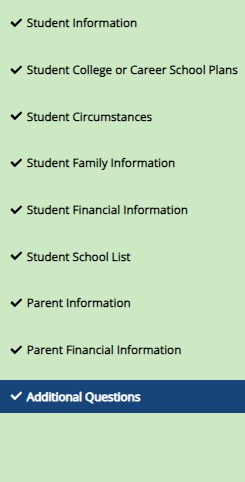 Student Information
Student College or Career School Plans
Student Circumstances
Student Family Information
Student Financial Information
Student School List
Parent Information
Parent Financial Information
Additional Questions